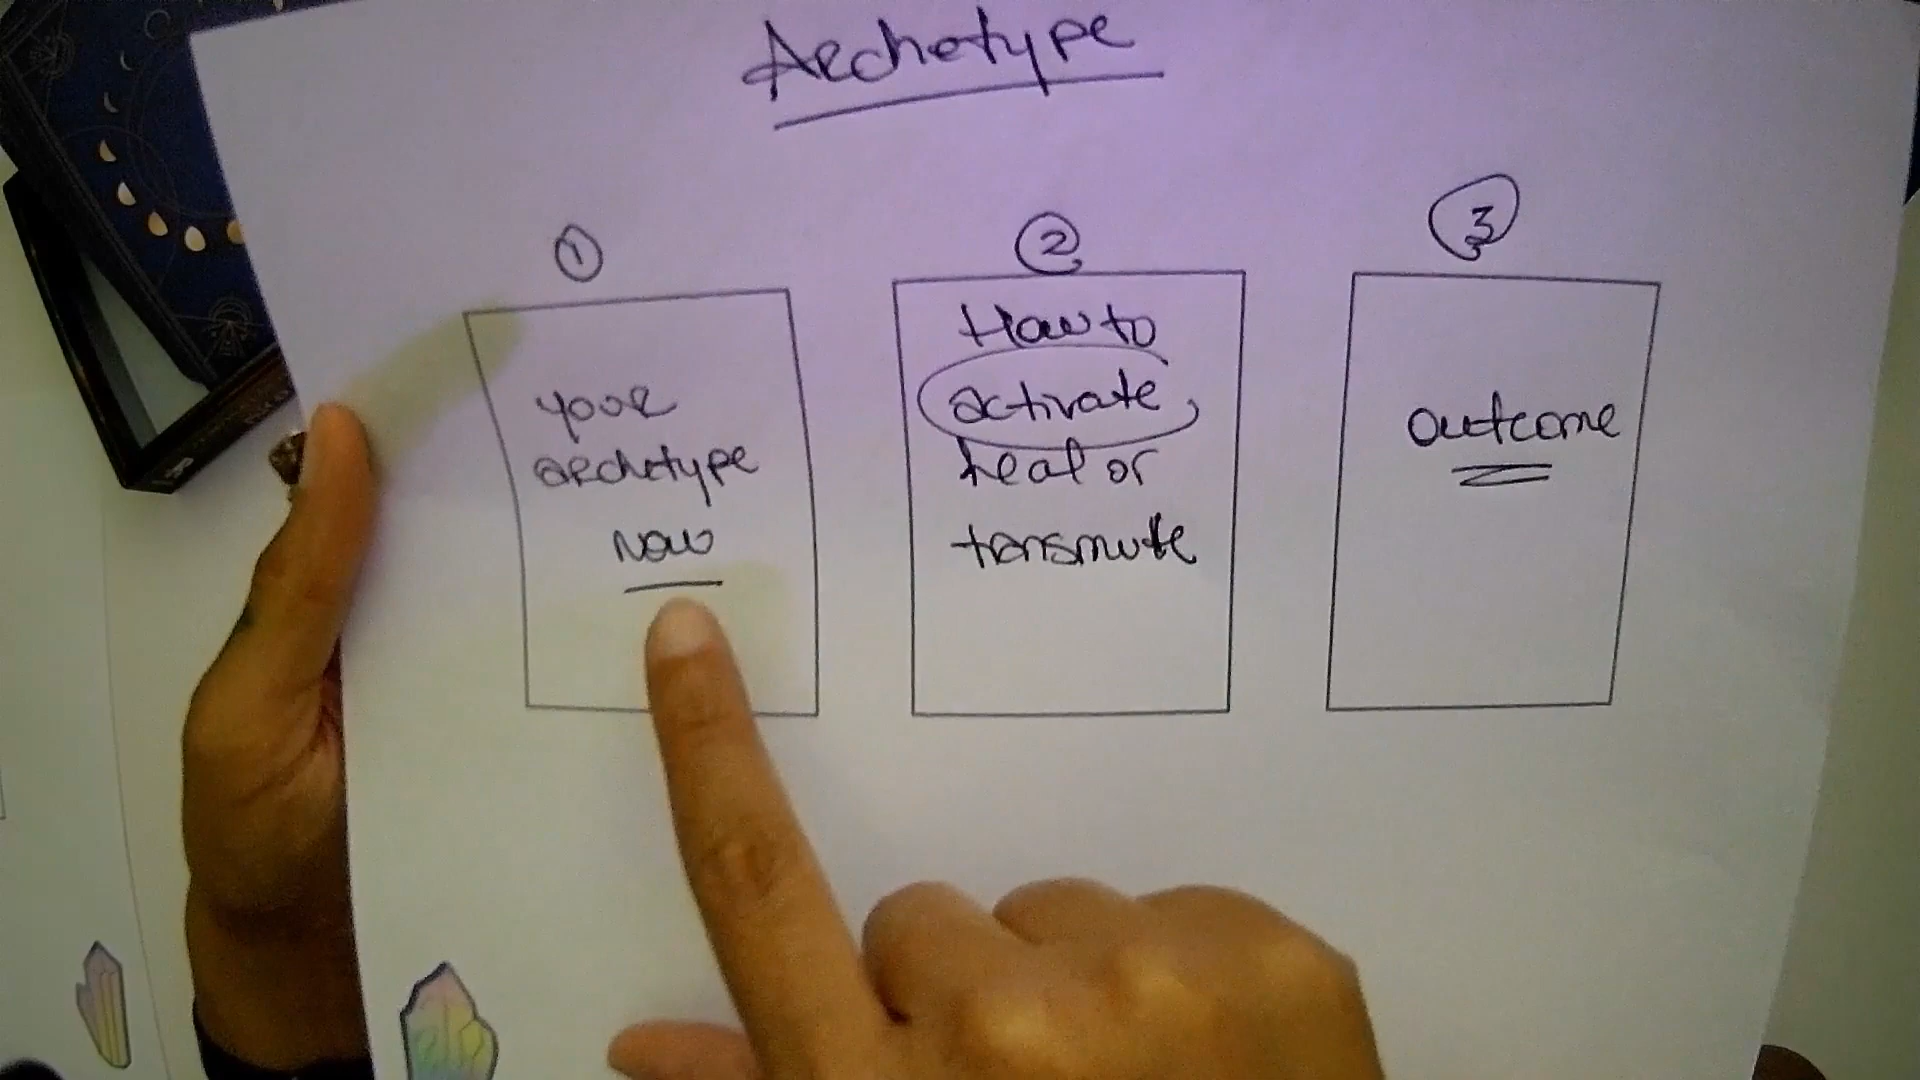 Archetype
1
your
archetype
NOW
2
How to
activate,
heal or
transmute
3
outcome